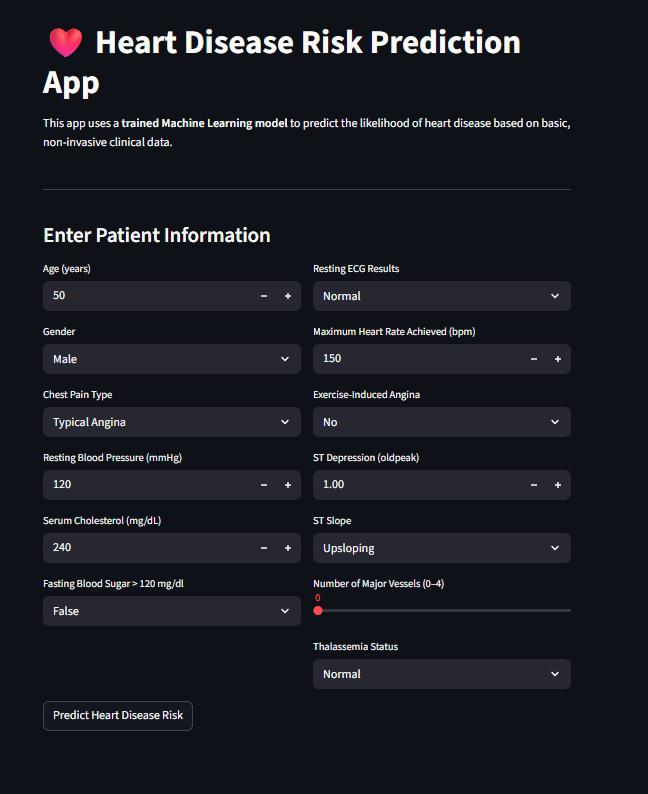 Heart Disease Risk Prediction
App
This app uses a trained Machine Learning model to predict the likelihood of heart disease based on basic,
non-invasive clinical data.
Enter Patient Information
Age (years)
50
Gender
Male
Chest Pain Type
Typical Angina
Resting Blood Pressure (mmHg)
120
Serum Cholesterol (mg/dL)
240
Fasting Blood Sugar > 120 mg/dl
False
Resting ECG Results
Normal
Maximum Heart Rate Achieved (bpm)
150
Exercise-Induced Angina
No
ST Depression (oldpeak)
1.00
ST Slope
Upsloping
Number of Major Vessels (0–4)
0
Thalassemia Status
Normal
Predict Heart Disease Risk